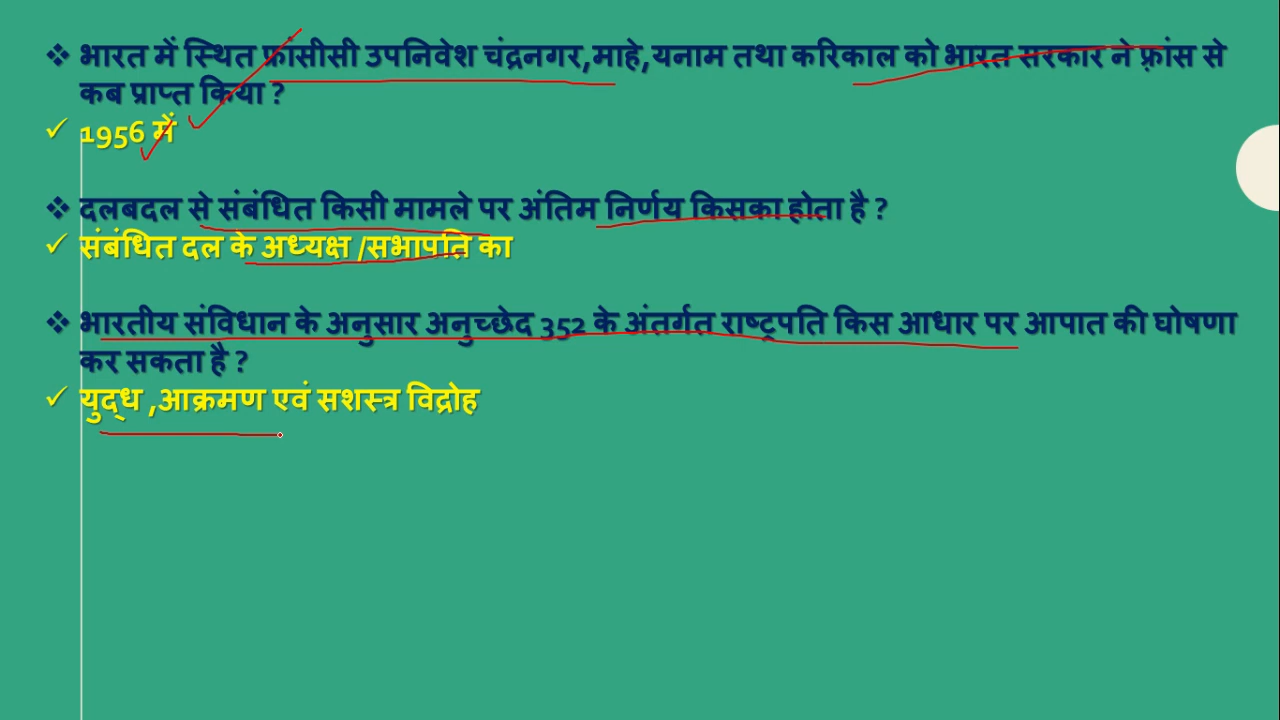 ❖ भारत में स्थित फ्रांसीसी उपनिवेश चंद्रनगर,माहे,यनाम तथा करिकाल को भारत सरकार ने फ़्रांस से
कब प्राप्त किया ?
✓ 1956 में
❖ दलबदल से संबंधित किसी मामले पर अंतिम निर्णय किसका होता है ?
✓ संबंधित दल के अध्यक्ष /सभापति का
❖ भारतीय संविधान के अनुसार अनुच्छेद 352 के अंतर्गत राष्ट्रपति किस आधार पर आपात की घोषणा
कर सकता है ?
✓ युद्ध ,आक्रमण एवं सशस्त्र विद्रोह